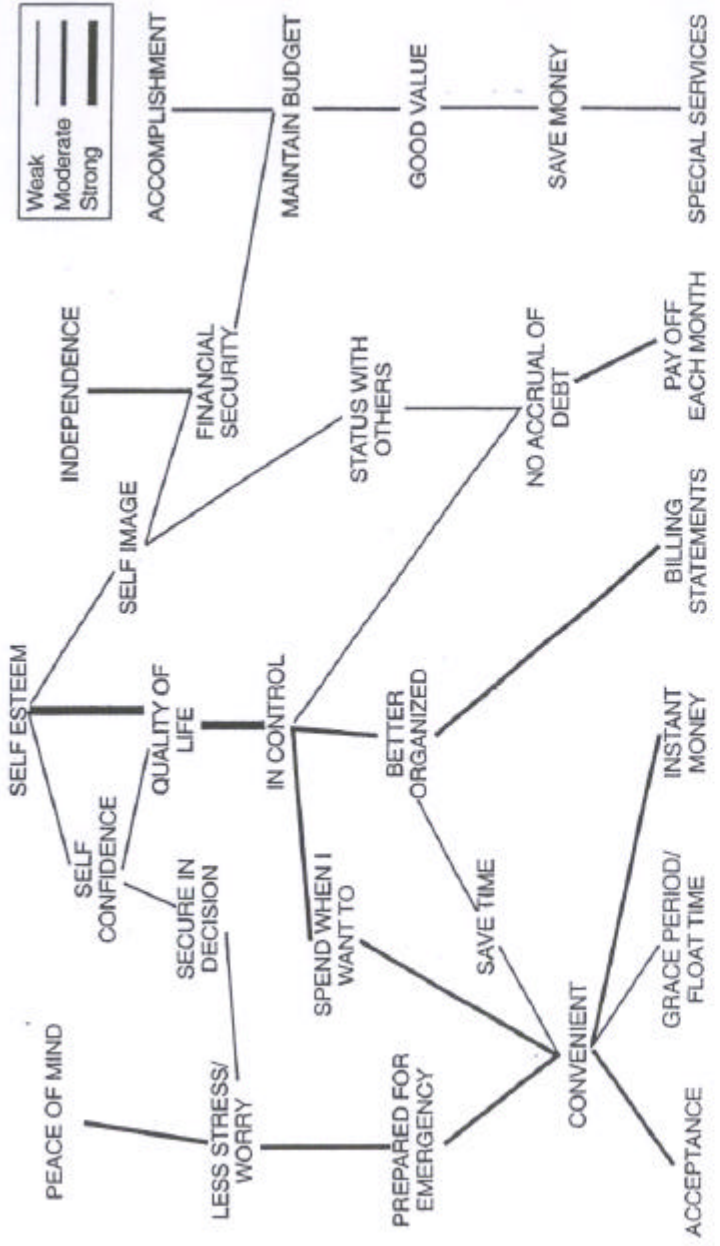 SELF ESTEEM
Weak
Moderate
Strong
PEACE OF MIND
SELF
CONFIDENCE
INDEPENDENCE
SELF IMAGE
ACCOMPLISHMENT
QUALITY OF
LIFE
SECURE IN
DECISION
FINANCIAL
SECURITY
LESS STRESS/
WORRY
IN CONTROL
MAINTAIN BUDGET
SPEND WHEN I
WANT TO
STATUS WITH
OTHERS
PREPARED FOR
EMERGENCY
BETTER
ORGANIZED
GOOD VALUE
SAVE TIME
NO ACCRUAL OF
DEBT
SAVE MONEY
CONVENIENT
ACCEPTANCE
GRACE PERIOD/
FLOAT TIME
INSTANT
MONEY
BILLING
STATEMENTS
PAY OFF
EACH MONTH
SPECIAL SERVICES